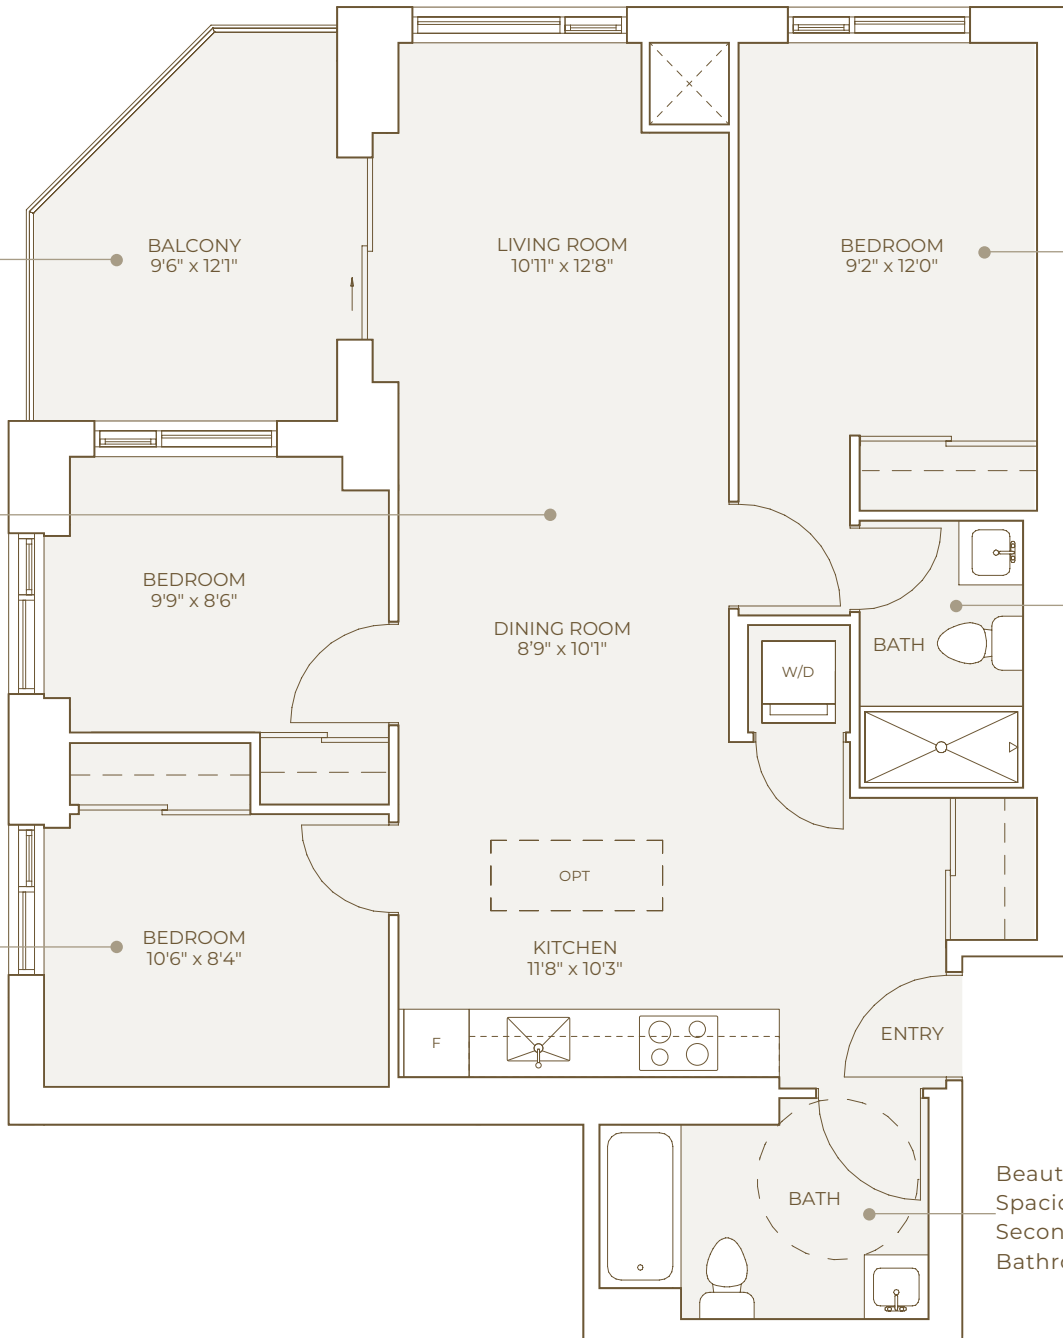 BALCONY
9'6" x 12'1"
LIVING ROOM
10'11" x 12'8"
BEDROOM
9'2" x 12'0"
BEDROOM
9'9" x 8'6"
DINING ROOM
8'9" x 10'1"
BATH
W/D
OPT
BEDROOM
10'6" x 8'4"
KITCHEN
11'8" x 10'3"
F
ENTRY
BATH